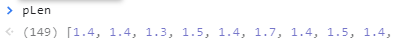 > pLen
<· (149) [1.4, 1.4, 1.3, 1.5, 1.4, 1.7, 1.4, 1.5, 1.4,